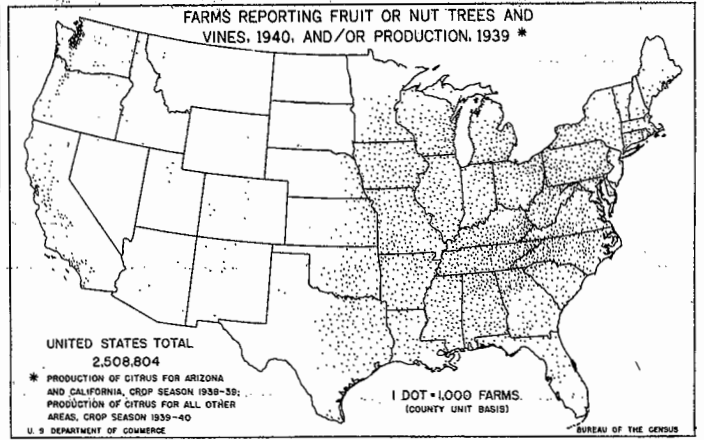 FARMS REPORTING FRUIT OR NUT TREES AND
VINES, 1940, AND/OR PRODUCTION, 1939 *
UNITED STATES TOTAL
2,508,804
* PRODUCTION OF CITRUS FOR ARIZONA
AND CALIFORNIA, CROP SEASON 1938-39;
PRODUCTION OF CITRUS FOR ALL OTHER
AREAS, CROP SEASON 1939-40
U. S DEPARTMENT OF COMMERCE
1 DOT = 1,000 FARMS.
(COUNTY UNIT BASIS)
BUREAU OF THE CENSUS